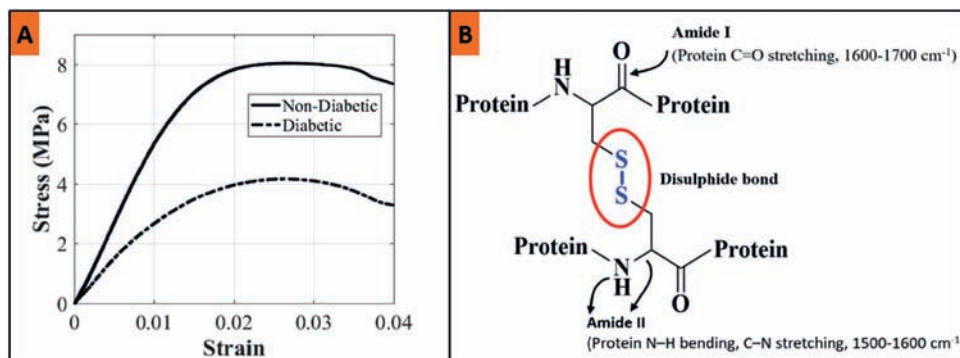 A
Stress (MPa)
8
6
4
2
0
Non-Diabetic
Diabetic
0 0.01 0.02 0.03 0.04
Strain
B
Amide I
(Protein C=O stretching, 1600-1700 cm⁻¹)
O
H
N
Protein
Protein
S
S
Disulphide bond
Protein
Protein
N
H
O
Amide II
(Protein N–H bending, C–N stretching, 1500-1600 cm⁻¹